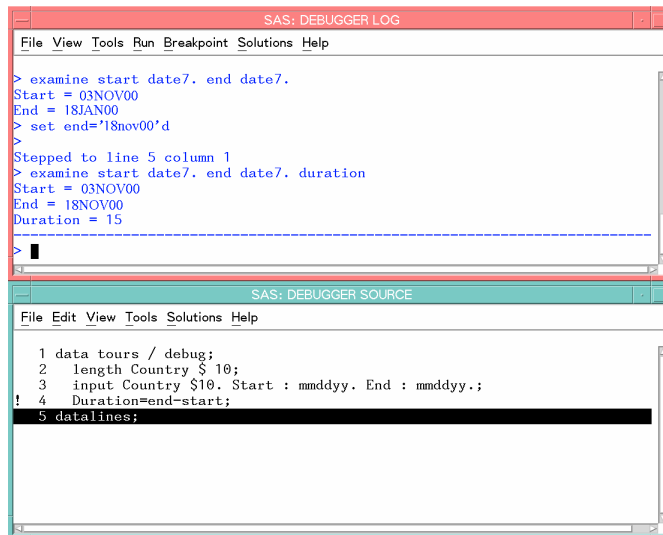 SAS: DEBUGGER LOG
File View Tools Run Breakpoint Solutions Help
> examine start date7. end date7.
Start = 03NOV00
End = 18JAN00
> set end='18nov00'd
>
Stepped to line 5 column 1
> examine start date7. end date7. duration
Start = 03NOV00
End = 18NOV00
Duration = 15
--------------------------------------------------------------------------------
>
SAS: DEBUGGER SOURCE
File Edit View Tools Solutions Help
1 data tours / debug;
2 length Country $ 10;
3 input Country $10. Start : mmddyy. End : mmddyy.;
! 4 Duration=end-start;
5 datalines;